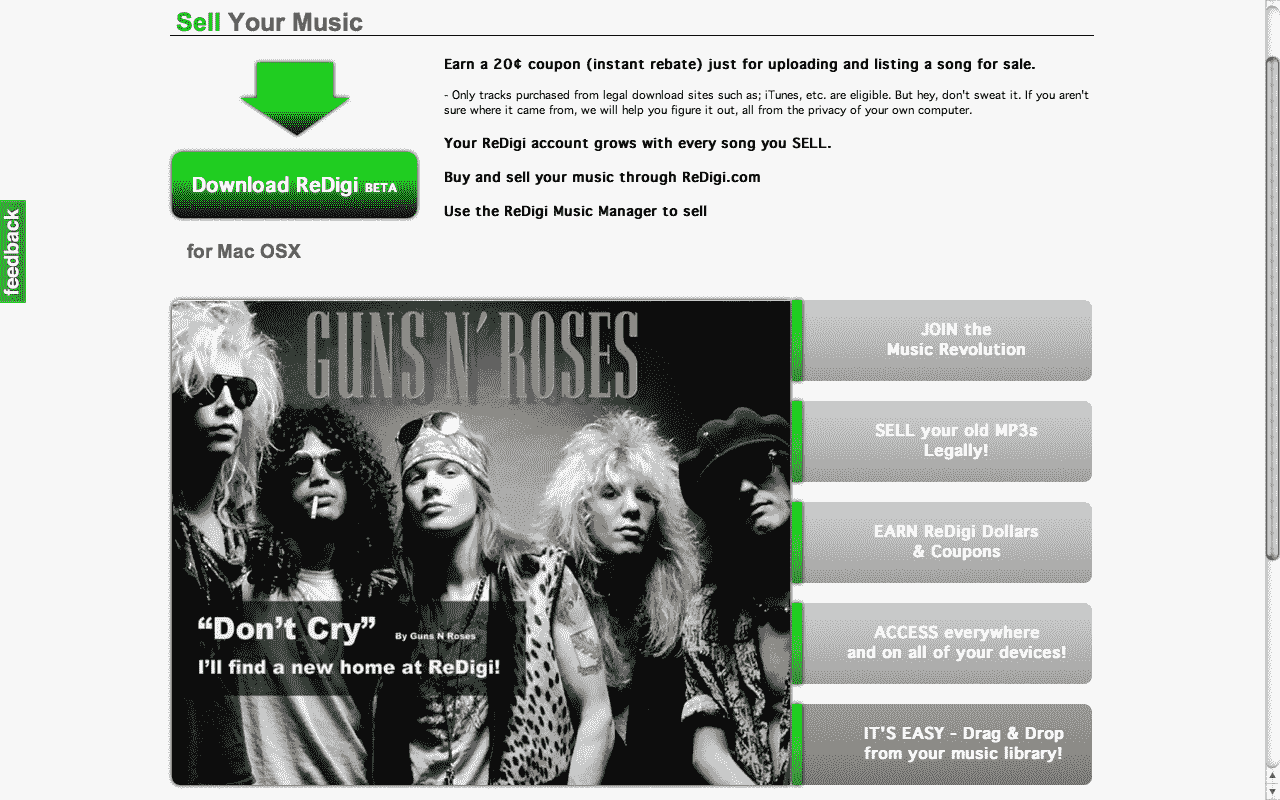 Sell Your Music
Earn a 20¢ coupon (instant rebate) just for uploading and listing a song for sale.
- Only tracks purchased from legal download sites such as; iTunes, etc. are eligible. But hey, don't sweat it. If you aren't
sure where it came from, we will help you figure it out, all from the privacy of your own computer.
Your ReDigi account grows with every song you SELL.
Buy and sell your music through ReDigi.com
Use the ReDigi Music Manager to sell
Download ReDigi BETA
for Mac OSX
feedback
GUNS N' ROSES
“Don’t Cry” By Guns N Roses
I’ll find a new home at ReDigi!
JOIN the
Music Revolution
SELL your old MP3s
Legally!
EARN ReDigi Dollars
& Coupons
ACCESS everywhere
and on all of your devices!
IT'S EASY - Drag & Drop
from your music library!